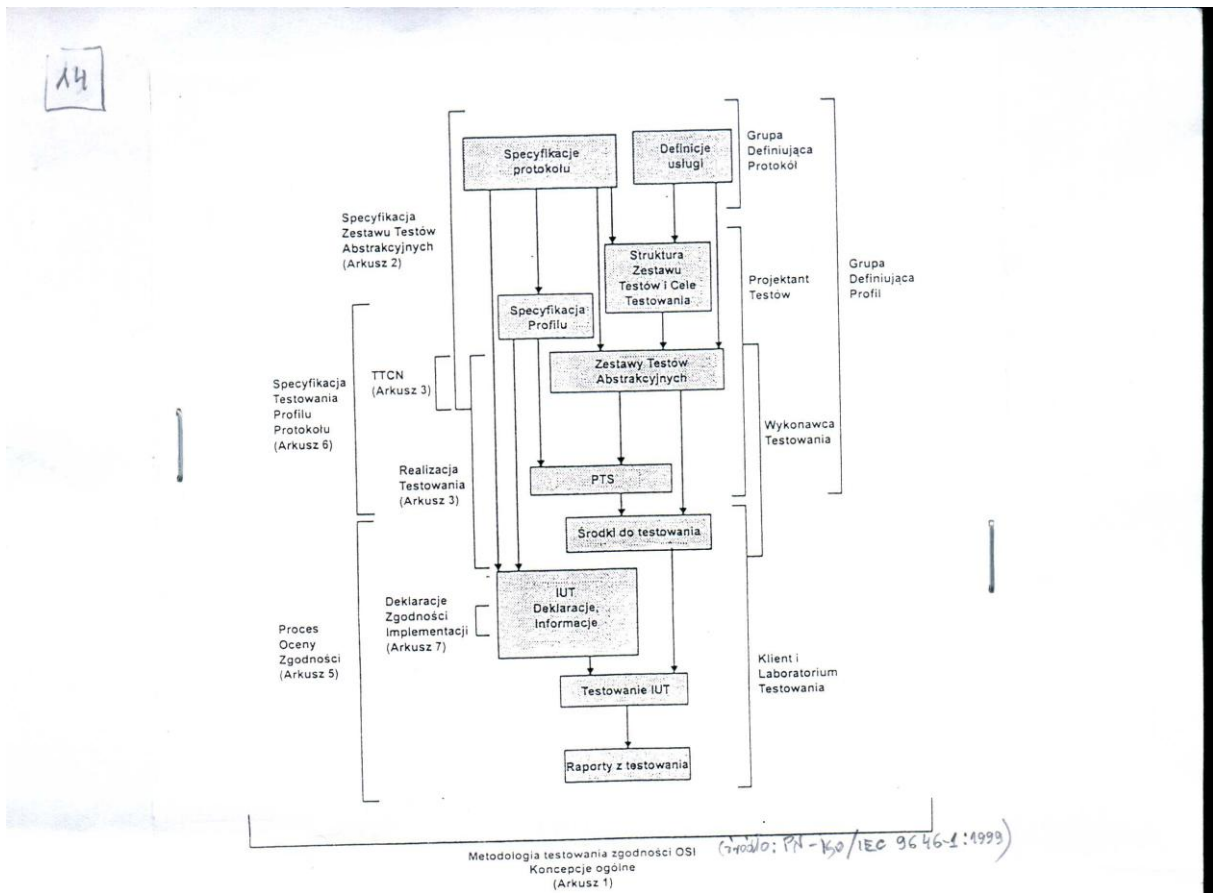 14
Specyfikacje
protokołu
Definicje
usługi
Grupa
Definiująca
Protokół
Specyfikacja
Zestawu Testów
Abstrakcyjnych
(Arkusz 2)
Struktura
Zestawu
Testów i Cele
Testowania
Projektant
Testów
Grupa
Definiująca
Profil
Specyfikacja
Profilu
Zestawy Testów
Abstrakcyjnych
TTCN
(Arkusz 3)
Specyfikacja
Testowania
Profilu
Protokołu
(Arkusz 6)
Wykonawca
Testowania
Realizacja
Testowania
(Arkusz 3)
PTS
Środki do testowania
IUT
Deklaracje,
Informacje
Deklaracje
Zgodności
Implementacji
(Arkusz 7)
Proces
Oceny
Zgodności
(Arkusz 5)
Klient i
Laboratorium
Testowania
Testowanie IUT
Raporty z testowania
Metodologia testowania zgodności OSI
Koncepcje ogólne
(Arkusz 1)
(źródło: PN-ISO/IEC 9646-1:1999)